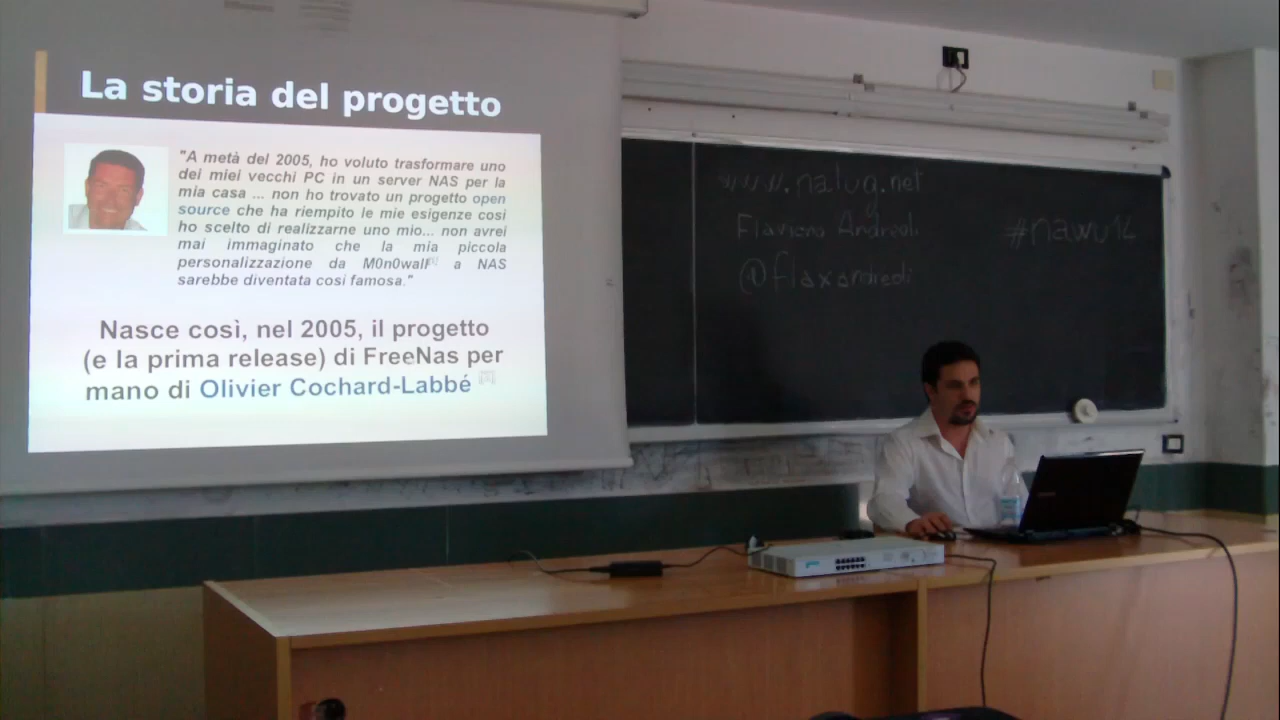 La storia del progetto
"A metà del 2005, ho voluto trasformare uno
dei miei vecchi PC in un server NAS per la
mia casa ... non ho trovato un progetto open
source che ha riempito le mie esigenze così
ho scelto di realizzarne uno mio... non avrei
mai immaginato che la mia piccola
personalizzazione da M0n0wall a NAS
sarebbe diventata così famosa."
Nasce così, nel 2005, il progetto
(e la prima release) di FreeNas per
mano di Olivier Cochard-Labbé
www.nalug.net
Flaviano Andreoli
@flaxandreoli
#nawu12